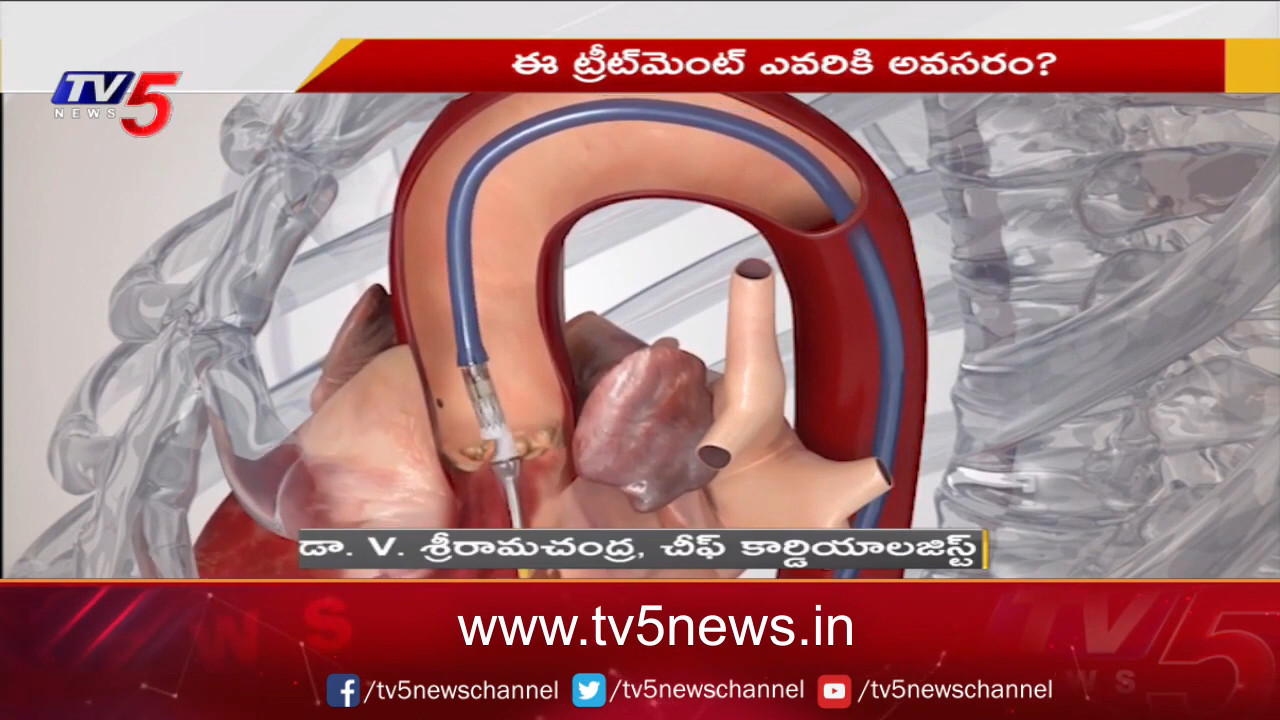 ఈ ట్రీట్‌మెంట్ ఎవరికి అవసరం?
TV5
NEWS
డా. V. శ్రీరామచంద్ర, చీఫ్ కార్డియాలజిస్ట్
www.tv5news.in
/tv5newschannel /tv5newschannel /tv5newschannel